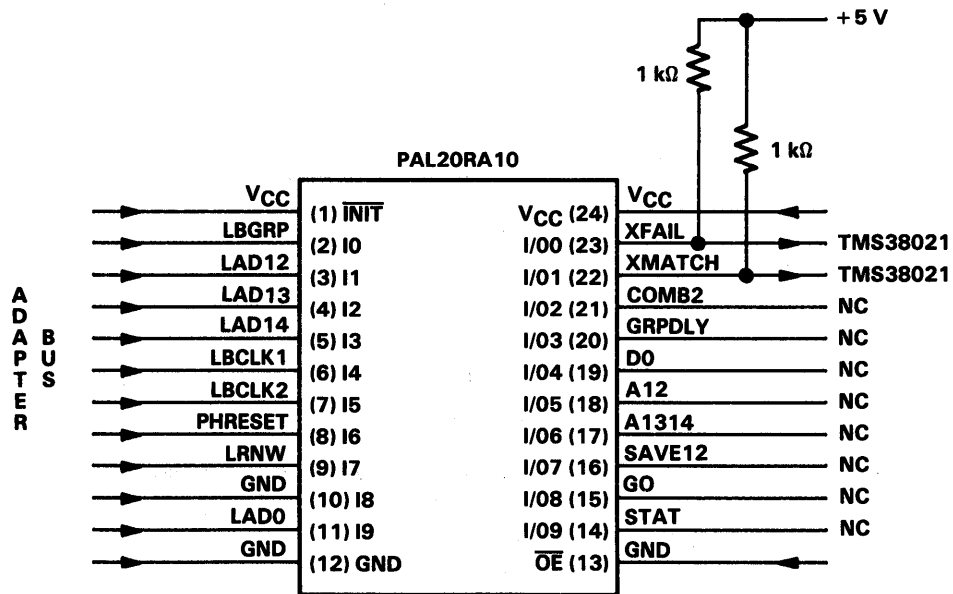 +5 V
1 kΩ
1 kΩ
PAL20RA10
ADAPTER
BUS
VCC (1) INIT VCC (24) VCC
LBGRP (2) I0 I/00 (23) XFAIL TMS38021
LAD12 (3) I1 I/01 (22) XMATCH TMS38021
LAD13 (4) I2 I/02 (21) COMB2 NC
LAD14 (5) I3 I/03 (20) GRPDLY NC
LBCLK1 (6) I4 I/04 (19) D0 NC
LBCLK2 (7) I5 I/05 (18) A12 NC
PHRESET (8) I6 I/06 (17) A1314 NC
LRNW (9) I7 I/07 (16) SAVE12 NC
GND (10) I8 I/08 (15) GO NC
LAD0 (11) I9 I/09 (14) STAT NC
GND (12) GND OE (13) GND